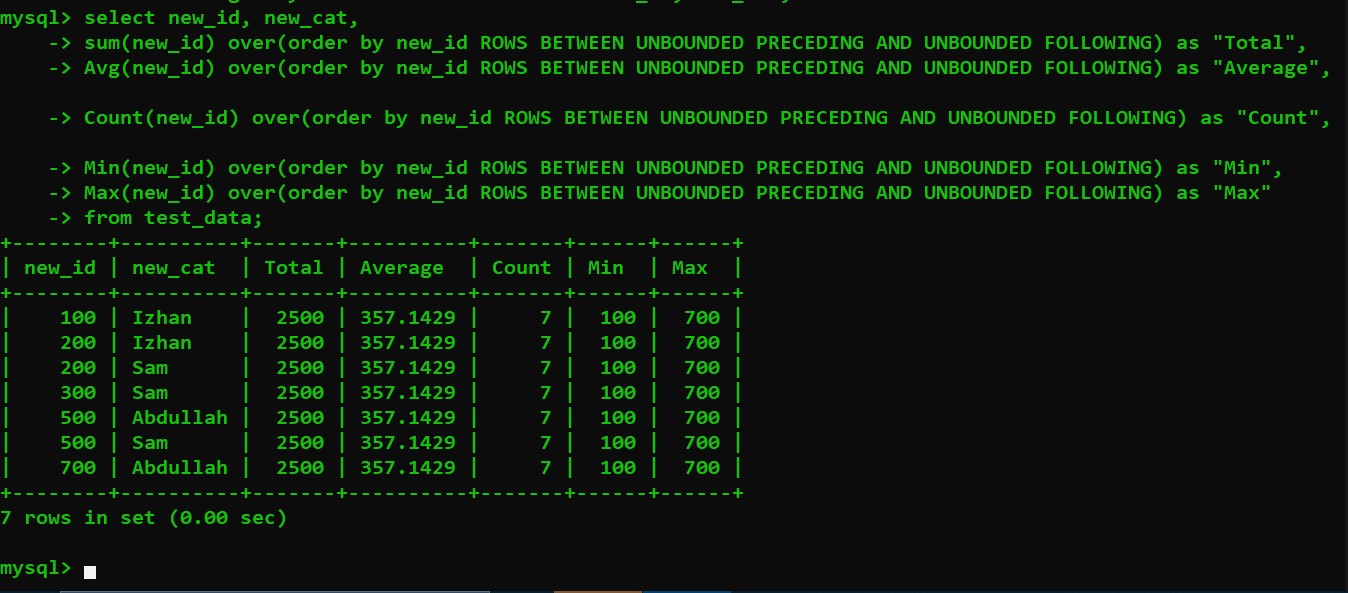 mysql> select new_id, new_cat,
    -> sum(new_id) over(order by new_id ROWS BETWEEN UNBOUNDED PRECEDING AND UNBOUNDED FOLLOWING) as "Total",
    -> Avg(new_id) over(order by new_id ROWS BETWEEN UNBOUNDED PRECEDING AND UNBOUNDED FOLLOWING) as "Average",
    -> Count(new_id) over(order by new_id ROWS BETWEEN UNBOUNDED PRECEDING AND UNBOUNDED FOLLOWING) as "Count",
    -> Min(new_id) over(order by new_id ROWS BETWEEN UNBOUNDED PRECEDING AND UNBOUNDED FOLLOWING) as "Min",
    -> Max(new_id) over(order by new_id ROWS BETWEEN UNBOUNDED PRECEDING AND UNBOUNDED FOLLOWING) as "Max"
    -> from test_data;
+--------+----------+-------+----------+-------+------+------+
| new_id | new_cat  | Total | Average  | Count | Min  | Max  |
+--------+----------+-------+----------+-------+------+------+
|    100 | Izhan    |  2500 | 357.1429 |     7 |  100 |  700 |
|    200 | Izhan    |  2500 | 357.1429 |     7 |  100 |  700 |
|    200 | Sam      |  2500 | 357.1429 |     7 |  100 |  700 |
|    300 | Sam      |  2500 | 357.1429 |     7 |  100 |  700 |
|    500 | Abdullah |  2500 | 357.1429 |     7 |  100 |  700 |
|    500 | Sam      |  2500 | 357.1429 |     7 |  100 |  700 |
|    700 | Abdullah |  2500 | 357.1429 |     7 |  100 |  700 |
+--------+----------+-------+----------+-------+------+------+
7 rows in set (0.00 sec)
mysql>